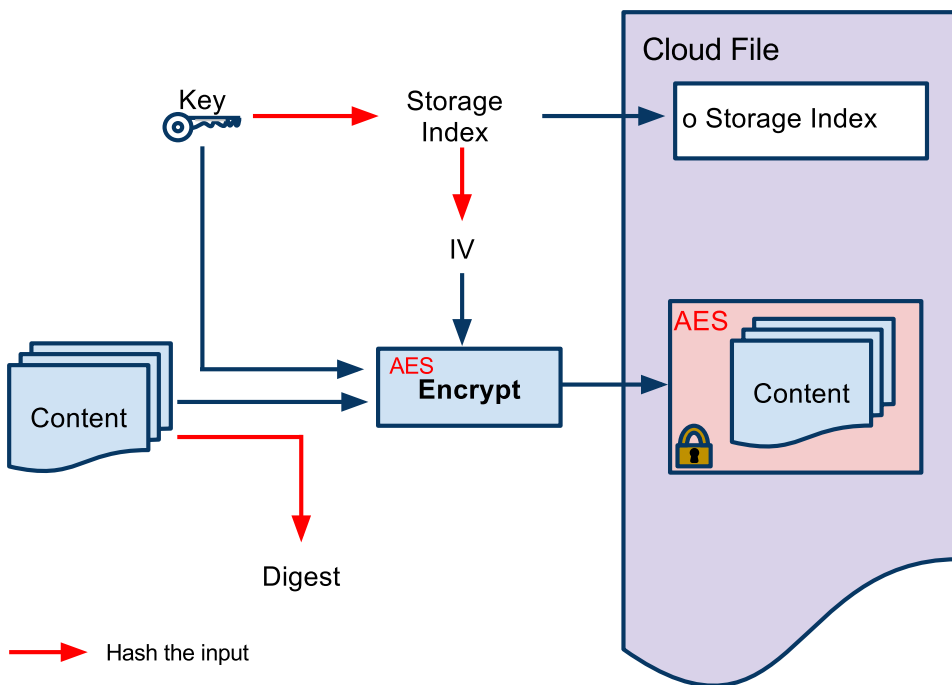 Cloud File
Key
Storage
Index
o Storage Index
IV
AES
AES
Encrypt
Content
Content
Digest
Hash the input